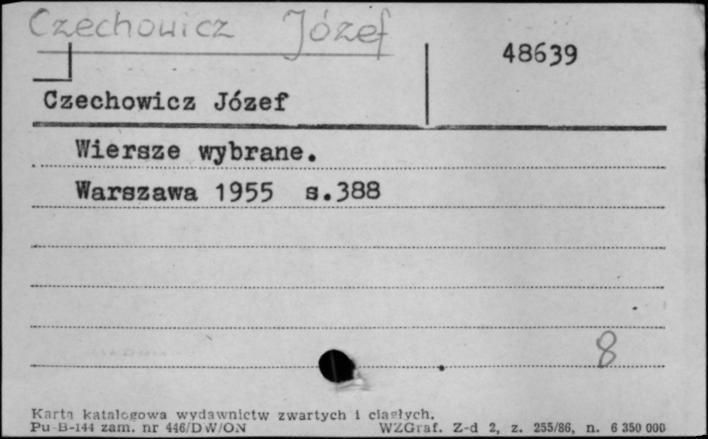 Czechowicz Józef
48639
Czechowicz Józef
Wiersze wybrane.
Warszawa 1955 s.388
8
Karta katalogowa wydawnictw zwartych i ciągłych.
Pu-B-144 zam. nr 446/DW/ON WZGraf. Z-d 2, z. 255/86, n. 6 350 000